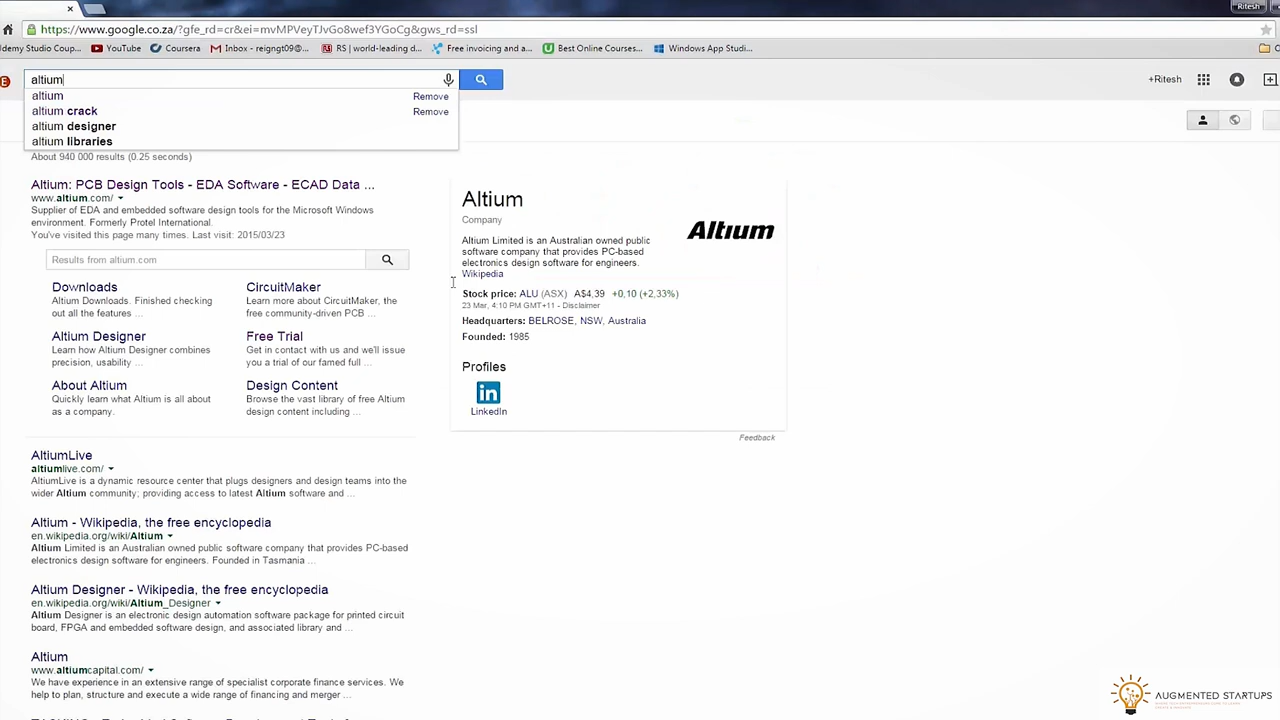 Ritesh
https://www.google.co.za/?gfe_rd=cr&ei=mvMPVeyTJvGo8wef3YGoCg&gws_rd=ssl
demy Studio Coup... YouTube Coursera Inbox - reigngt09@... RS | world-leading d... Free invoicing and a... Best Online Courses... Windows App Studi...
altium
+Ritesh
altium Remove
altium crack Remove
altium designer
altium libraries
About 940 000 results (0.25 seconds)
Altium: PCB Design Tools - EDA Software - ECAD Data ...
www.altium.com/
Supplier of EDA and embedded software design tools for the Microsoft Windows
environment. Formerly Protel International.
You've visited this page many times. Last visit: 2015/03/23
Results from altium.com
Downloads
Altium Downloads. Finished checking
out all the features ...
CircuitMaker
Learn more about CircuitMaker, the
free community-driven PCB ...
Altium Designer
Learn how Altium Designer combines
precision, usability ...
Free Trial
Get in contact with us and we'll issue
you a trial of our famed full ...
About Altium
Quickly learn what Altium is all about
as a company.
Design Content
Browse the vast library of free Altium
design content including ...
AltiumLive
altiumlive.com/
AltiumLive is a dynamic resource center that plugs designers and design teams into the
wider Altium community; providing access to latest Altium software and ...
Altium - Wikipedia, the free encyclopedia
en.wikipedia.org/wiki/Altium
Altium Limited is an Australian owned public software company that provides PC-based
electronics design software for engineers. Founded in Tasmania ...
Altium Designer - Wikipedia, the free encyclopedia
en.wikipedia.org/wiki/Altium_Designer
Altium Designer is an electronic design automation software package for printed circuit
board, FPGA and embedded software design, and associated library and ...
Altium
www.altiumcapital.com/
We have experience in an extensive range of specialist corporate finance services. We
help to plan, structure and execute a wide range of financing and merger ...
Altium
Company
Altium
Altium Limited is an Australian owned public
software company that provides PC-based
electronics design software for engineers.
Wikipedia
Stock price: ALU (ASX) A$4,39 +0,10 (+2,33%)
23 Mar, 4:10 PM GMT+11 - Disclaimer
Headquarters: BELROSE, NSW, Australia
Founded: 1985
Profiles
in
LinkedIn
Feedback
AUGMENTED STARTUPS